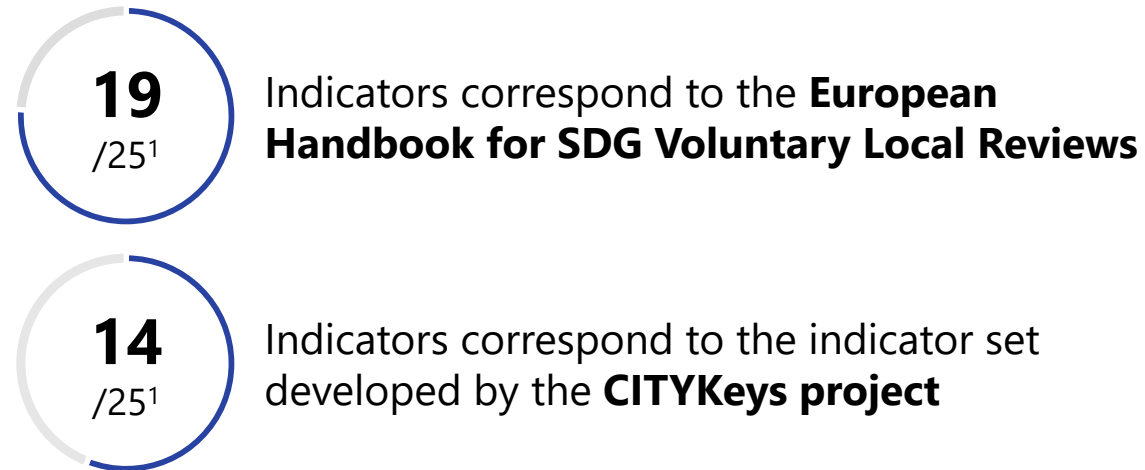 19
/25¹
Indicators correspond to the European
Handbook for SDG Voluntary Local Reviews
14
/25¹
Indicators correspond to the indicator set
developed by the CITYKeys project